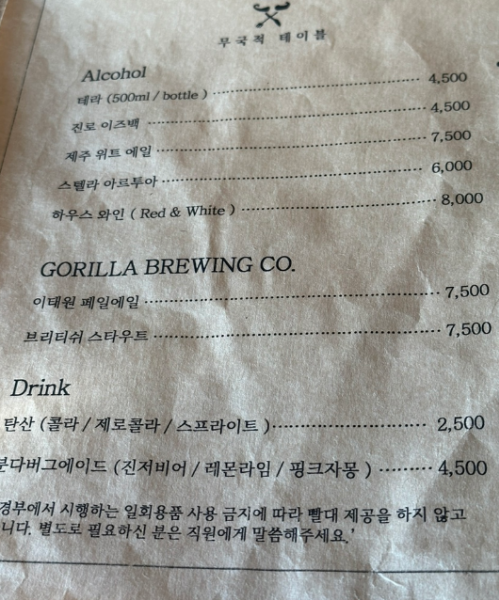 무국적 테이블
Alcohol
테라 (500ml / bottle ) 4,500
진로 이즈백 4,500
제주 위트 에일 7,500
스텔라 아르투아 6,000
하우스 와인 ( Red & White ) 8,000
GORILLA BREWING CO.
이태원 페일에일 7,500
브리티쉬 스타우트 7,500
Drink
탄산 (콜라 / 제로콜라 / 스프라이트 ) 2,500
분다버그에이드 (진저비어 / 레몬라임 / 핑크자몽 ) 4,500
경부에서 시행하는 일회용품 사용 금지에 따라 빨대 제공을 하지 않고
니다. 별도로 필요하신 분은 직원에게 말씀해주세요.'